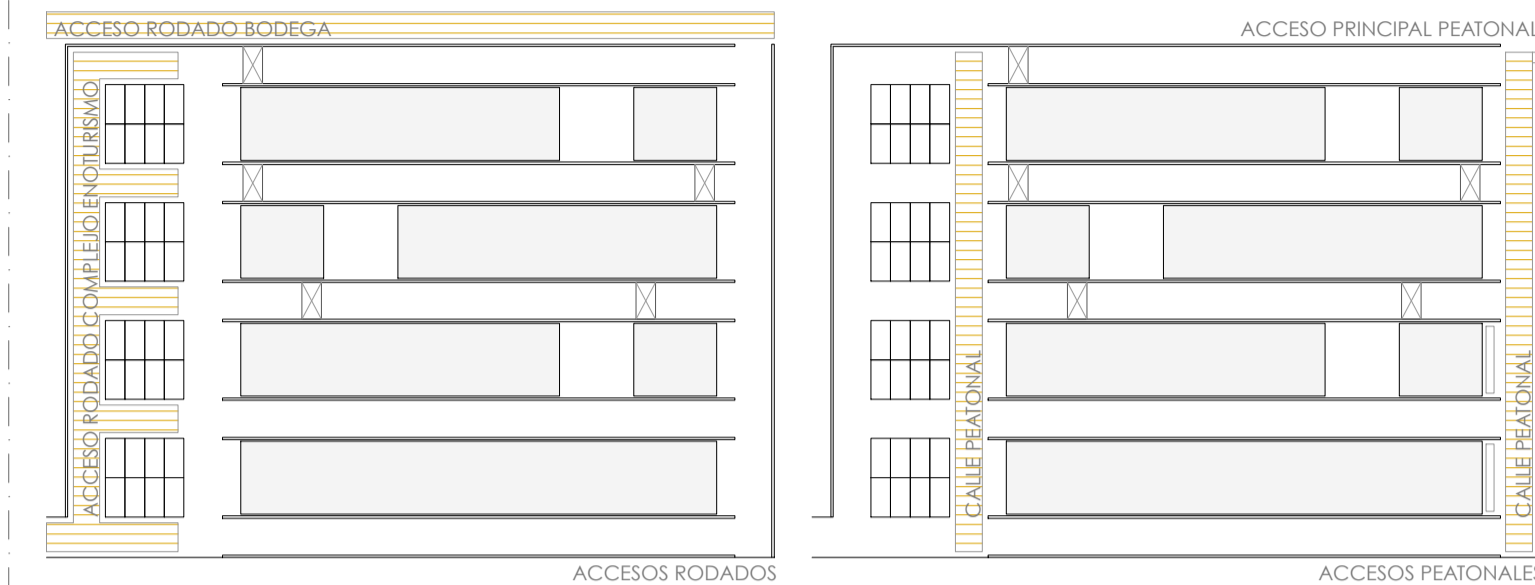 ACCESO RODADO BODEGA
ACCESO PRINCIPAL PEATONAL
ACCESO RODADO COMPLEJO ENOTURISMO
CALLE PEATONAL
CALLE PEATONAL
ACCESOS RODADOS
ACCESOS PEATONALES